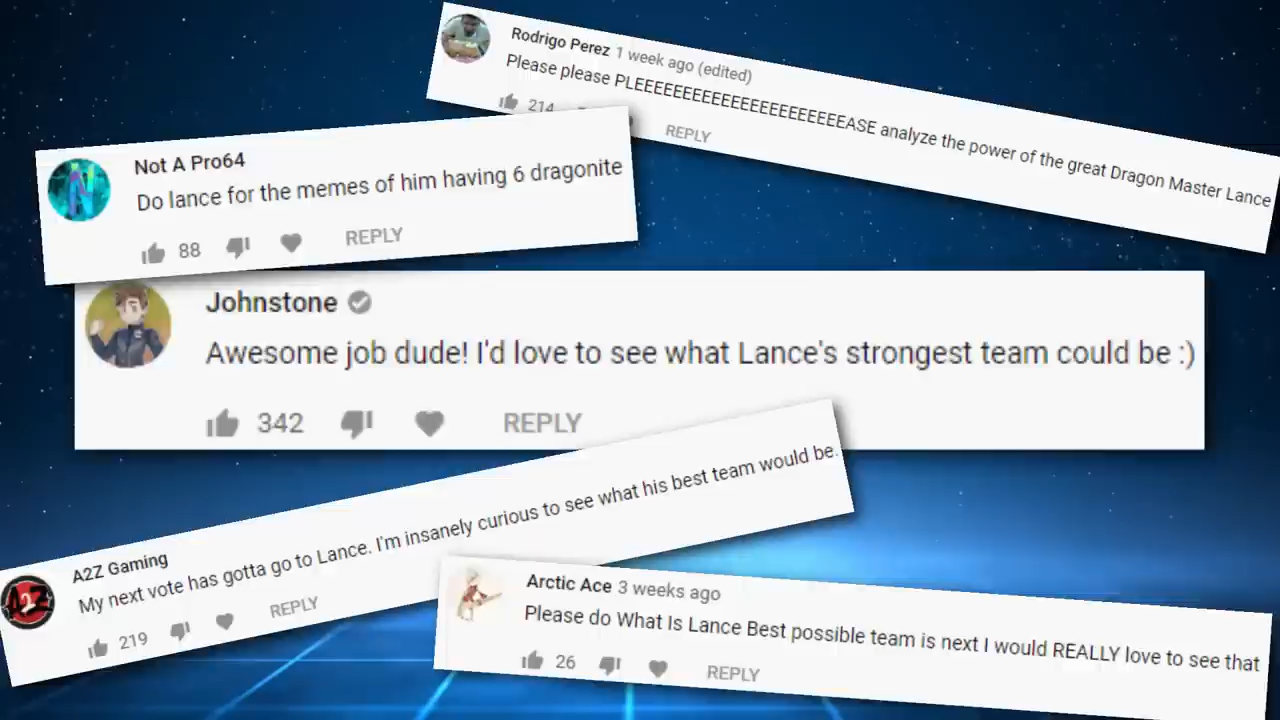 Rodrigo Perez 1 week ago (edited)
Please please PLEEEEEEEEEEEEEEEEEEEEEEEASE analyze the power of the great Dragon Master Lance
214
REPLY
Not A Pro64
Do lance for the memes of him having 6 dragonite
88 REPLY
Johnstone
Awesome job dude! I'd love to see what Lance's strongest team could be :)
342 REPLY
A2Z Gaming
My next vote has gotta go to Lance. I'm insanely curious to see what his best team would be.
219 REPLY
A2Z
Arctic Ace 3 weeks ago
Please do What Is Lance Best possible team is next I would REALLY love to see that
26 REPLY